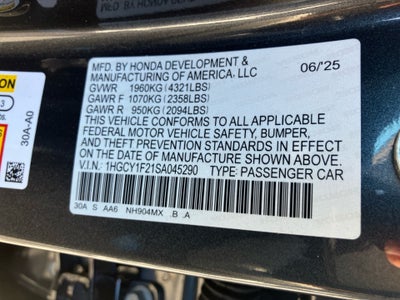 MFD. BY HONDA DEVELOPMENT & 06/'25
MANUFACTURING OF AMERICA, LLC
GVWR 1960KG (4321LBS)
GAWR F 1070KG (2358LBS)
GAWR R 950KG (2094LBS)
THIS VEHICLE CONFORMS TO ALL APPLICABLE
FEDERAL MOTOR VEHICLE SAFETY, BUMPER,
AND THEFT PREVENTION STANDARDS IN EFFECT
ON THE DATE OF MANUFACTURE SHOWN ABOVE.
V.I.N.: 1HGCY1F21SA045290 TYPE: PASSENGER CAR
30A S AA6 NH904MX .B .A
30A-A0
3